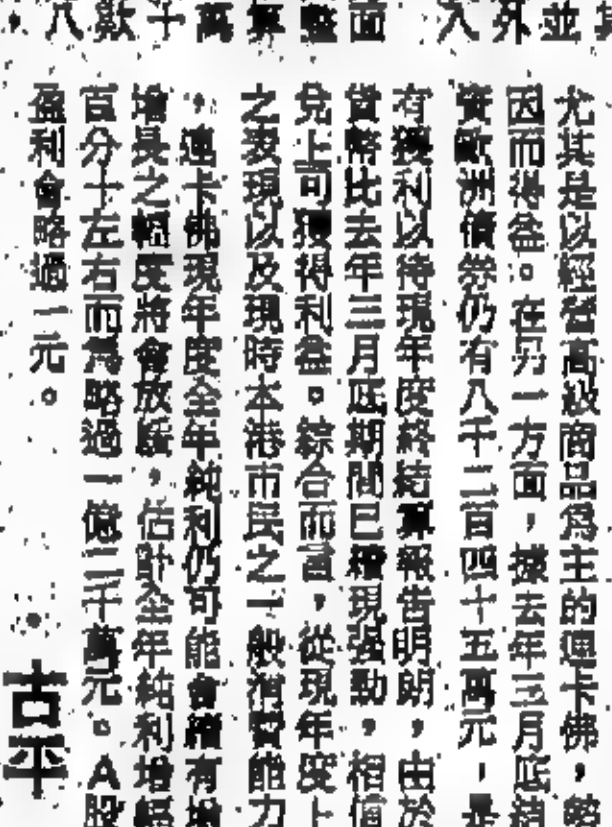 其並外入
面盤算萬十款八
尤其是以經營高級商品為主的連卡佛，
因而得益。在另一方面，據去年三月底結
資歐洲債券仍有八千二百四十五萬元，是
有獲利以待現年度終結算報告明朗，由於
貨幣比去年三月底期間已增現強勁，相信
兌上可獲得利益。綜合而言，從現年度上
之表現以及現時本港市民之一般消費能力
，連卡佛現年度全年純利仍可能會續有增
增長之幅度將會放緩，估計全年純利增幅
百分十左右而為略過一億二千萬元。A股
盈利會略過一元。
古平